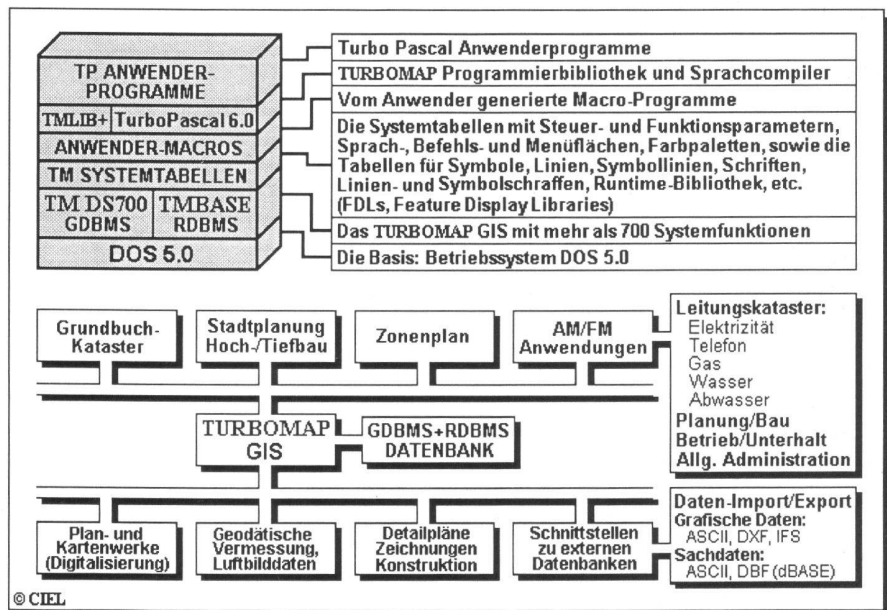 TP ANWENDER-
PROGRAMME
TMLIB+ TurboPascal 6.0
ANWENDER-MACROS
TM SYSTEMTABELLEN
TM DS700
GDBMS
TMBASE
RDBMS
DOS 5.0
Turbo Pascal Anwenderprogramme
TURBOMAP Programmierbibliothek und Sprachcompiler
Vom Anwender generierte Macro-Programme
Die Systemtabellen mit Steuer- und Funktionsparametern,
Sprach-, Befehls- und Menüflächen, Farbpaletten, sowie die
Tabellen für Symbole, Linien, Symbollinien, Schriften,
Linien- und Symbolschraffen, Runtime-Bibliothek, etc.
(FDLs, Feature Display Libraries)
Das TURBOMAP GIS mit mehr als 700 Systemfunktionen
Die Basis: Betriebssystem DOS 5.0
Grundbuch-
Kataster
Stadtplanung
Hoch-/Tiefbau
Zonenplan
AM/FM
Anwendungen
Leitungskataster:
Elektrizität
Telefon
Gas
Wasser
Abwasser
Planung/Bau
Betrieb/Unterhalt
Allg. Administration
TURBOMAP
GIS
GDBMS+RDBMS
DATENBANK
Plan- und
Kartenwerke
(Digitalisierung)
Geodätische
Vermessung,
Luftbilddaten
Detailpläne
Zeichnungen
Konstruktion
Schnittstellen
zu externen
Datenbanken
Daten-Import/Export
Grafische Daten:
ASCII, DXF, IFS
Sachdaten:
ASCII, DBF (dBASE)
© CIEL